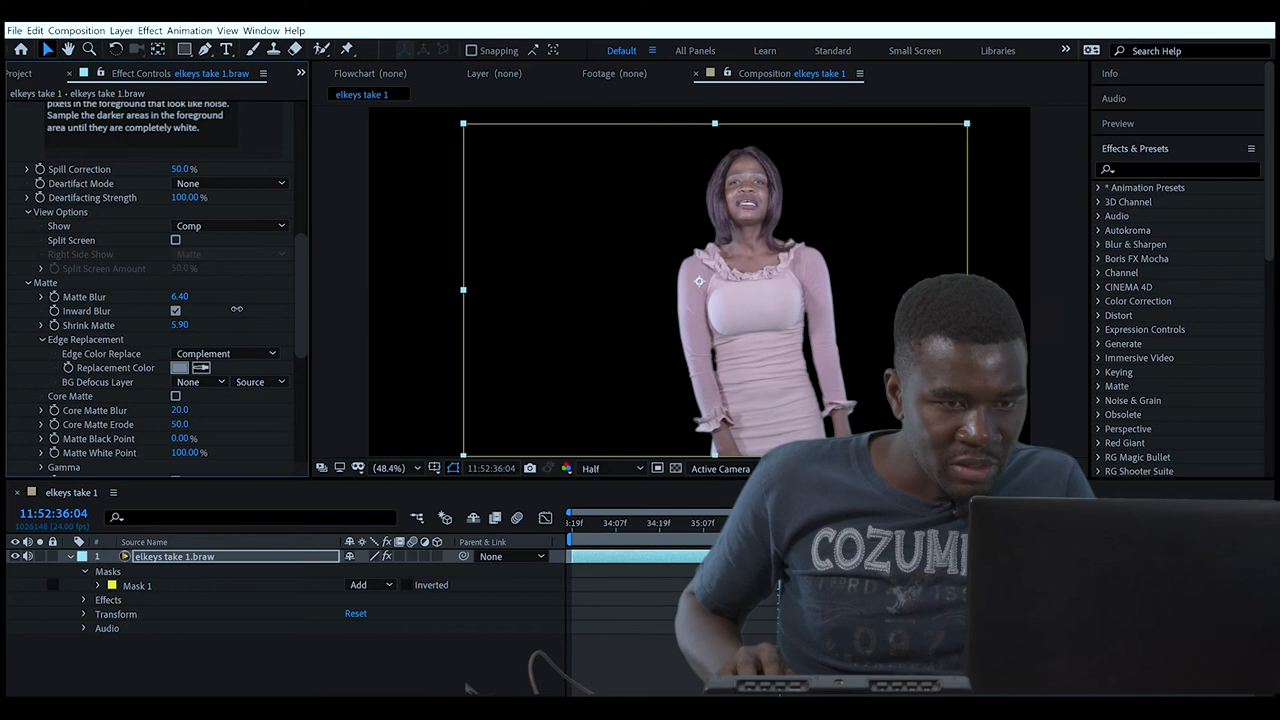 File Edit Composition Layer Effect Animation View Window Help
Snapping Default All Panels Learn Standard Small Screen Libraries Search Help
Project Effect Controls elkeys take 1.braw Flowchart (none) Layer (none) Footage (none) Composition elkeys take 1 Info
elkeys take 1 • elkeys take 1.braw elkeys take 1 Audio
pixels in the foreground that look like noise.
Sample the darker areas in the foreground
area until they are completely white.
Preview
Effects & Presets
Spill Correction 50.0 %
Deartifact Mode None
Deartifacting Strength 100.00 %
View Options
Show Comp
Split Screen
Right Side Show Matte
Split Screen Amount 50.0 %
Matte
Matte Blur 6.40
Inward Blur
Shrink Matte 5.90
Edge Replacement
Edge Color Replace Complement
Replacement Color
BG Defocus Layer None Source
Core Matte
Core Matte Blur 20.0
Core Matte Erode 50.0
Matte Black Point 0.00 %
Matte White Point 100.00 %
Gamma
* Animation Presets
3D Channel
Audio
Autokroma
Blur & Sharpen
Boris FX Mocha
Channel
CINEMA 4D
Color Correction
Distort
Expression Controls
Generate
Immersive Video
Keying
Matte
Noise & Grain
Obsolete
Perspective
Red Giant
RG Magic Bullet
RG Shooter Suite
(48.4%) 11:52:36:04 Half Active Camera
elkeys take 1
11:52:36:04
1026148 (24.00 fps)
:19f 34:07f 34:19f 35:07f
# Source Name Parent & Link
1 elkeys take 1.braw None
Masks
Mask 1 Add Inverted
Effects
Transform Reset
Audio
COZUM